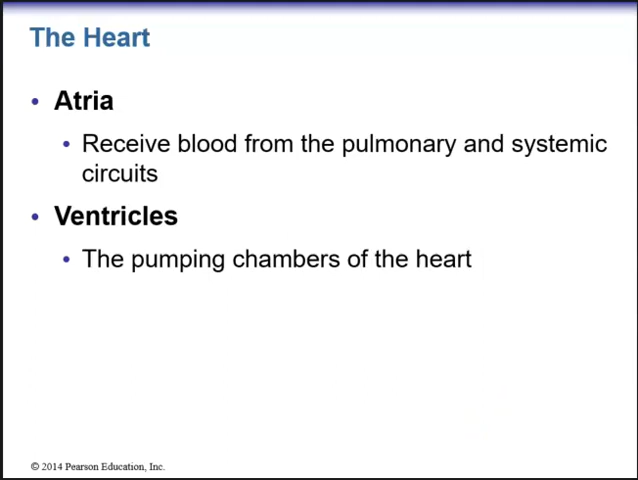 The Heart
• Atria
• Receive blood from the pulmonary and systemic
circuits
• Ventricles
• The pumping chambers of the heart
© 2014 Pearson Education, Inc.